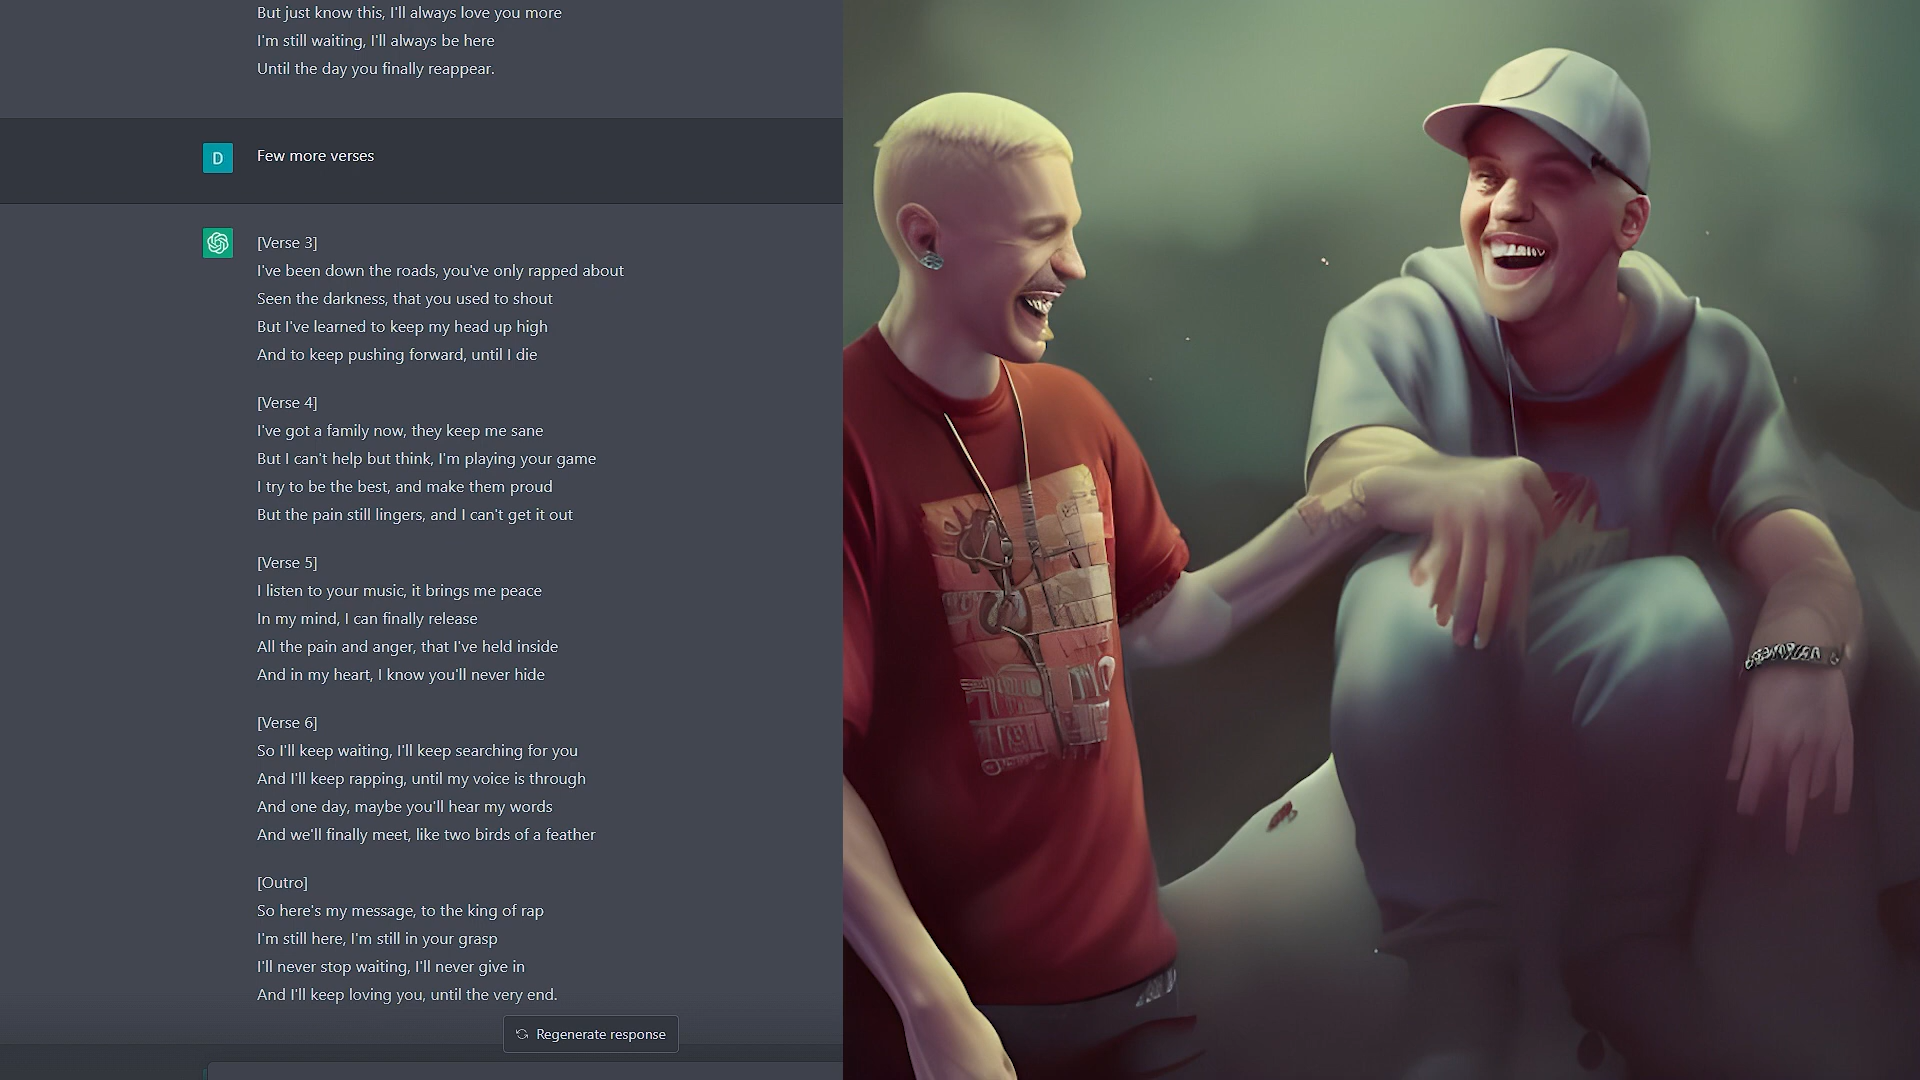 But just know this, I'll always love you more
I'm still waiting, I'll always be here
Until the day you finally reappear.
D
Few more verses
[Verse 3]
I've been down the roads, you've only rapped about
Seen the darkness, that you used to shout
But I've learned to keep my head up high
And to keep pushing forward, until I die
[Verse 4]
I've got a family now, they keep me sane
But I can't help but think, I'm playing your game
I try to be the best, and make them proud
But the pain still lingers, and I can't get it out
[Verse 5]
I listen to your music, it brings me peace
In my mind, I can finally release
All the pain and anger, that I've held inside
And in my heart, I know you'll never hide
[Verse 6]
So I'll keep waiting, I'll keep searching for you
And I'll keep rapping, until my voice is through
And one day, maybe you'll hear my words
And we'll finally meet, like two birds of a feather
[Outro]
So here's my message, to the king of rap
I'm still here, I'm still in your grasp
I'll never stop waiting, I'll never give in
And I'll keep loving you, until the very end.
Regenerate response